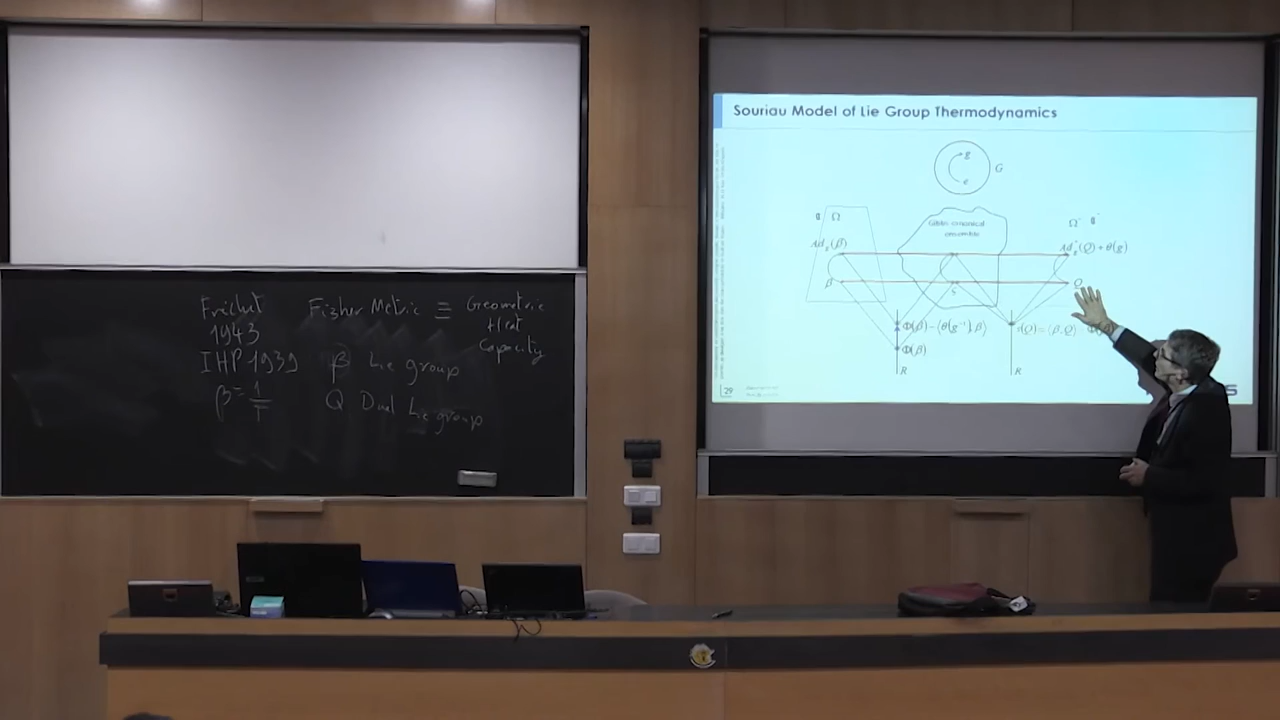 Fréchet
1943
IHP 1939
β = 1/T
Fisher Metric ≡ Geometric
Heat
Capacity
β Lie group
Q Dual Lie group
Souriau Model of Lie Group Thermodynamics
g
e
G
Ω
Gibbs canonical
ensemble
Ω* 𝔤*
Ad_g(β)
Ad*_g(Q) + θ(g)
β
Q
Φ(β) − ⟨θ(g⁻¹), β⟩
s(Q) = ⟨β, Q⟩
Φ(β)
R
R
29